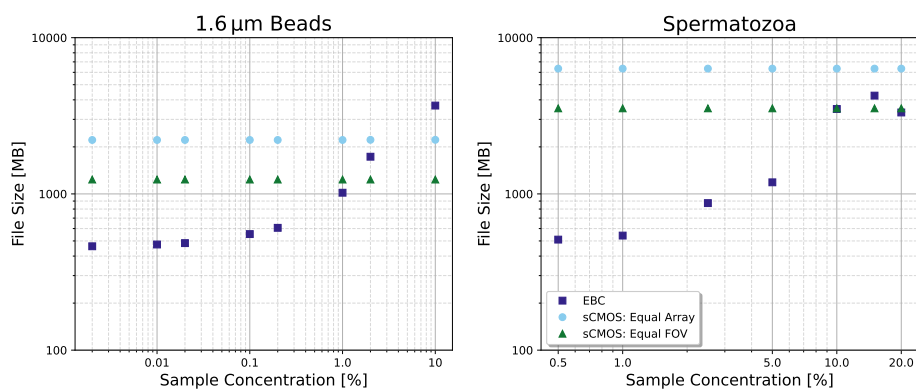 1.6 μm Beads
Spermatozoa
File Size [MB]
10000
1000
100
0.01
0.1
1.0
10
Sample Concentration [%]
File Size [MB]
10000
1000
100
EBC
sCMOS: Equal Array
sCMOS: Equal FOV
0.5
1.0
5.0
10.0
20.0
Sample Concentration [%]